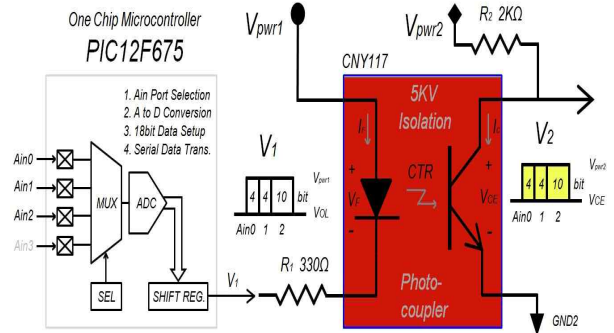 One Chip Microcontroller
PIC12F675
1. Ain Port Selection
2. A to D Conversion
3. 18bit Data Setup
4. Serial Data Trans.
Ain0
Ain1
Ain2
Ain3
MUX
ADC
SEL
SHIFT REG.
V1
Vpwr1
V1
4 4 10 bit
Vpwr1
VOL
Ain0 1 2
R1 330Ω
CNY117
5KV
Isolation
IF
IC
CTR
+
VF
-
+
VCE
-
Photo-
coupler
Vpwr2
R2 2KΩ
V2
4 4 10 bit
Vpwr2
VCE
Ain0 1 2
GND2